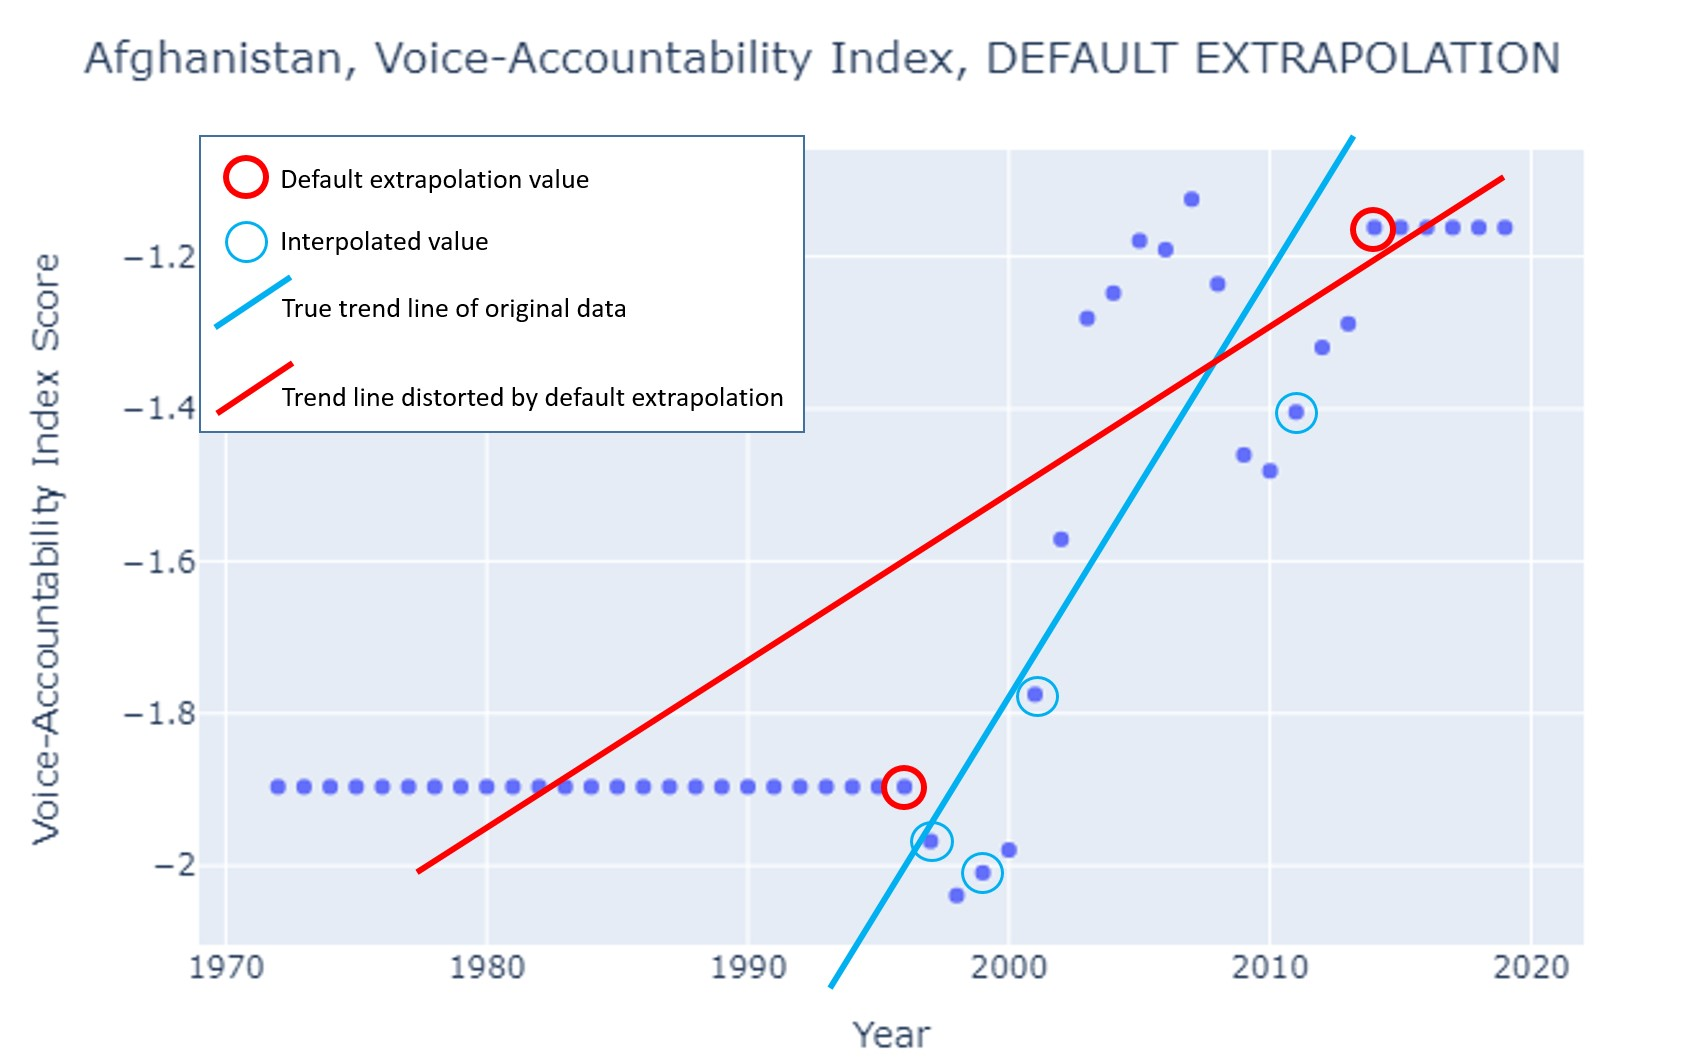 Afghanistan, Voice-Accountability Index, DEFAULT EXTRAPOLATION
Default extrapolation value
Interpolated value
True trend line of original data
Trend line distorted by default extrapolation
Voice-Accountability Index Score
−1.2
−1.4
−1.6
−1.8
−2
1970
1980
1990
2000
2010
2020
Year